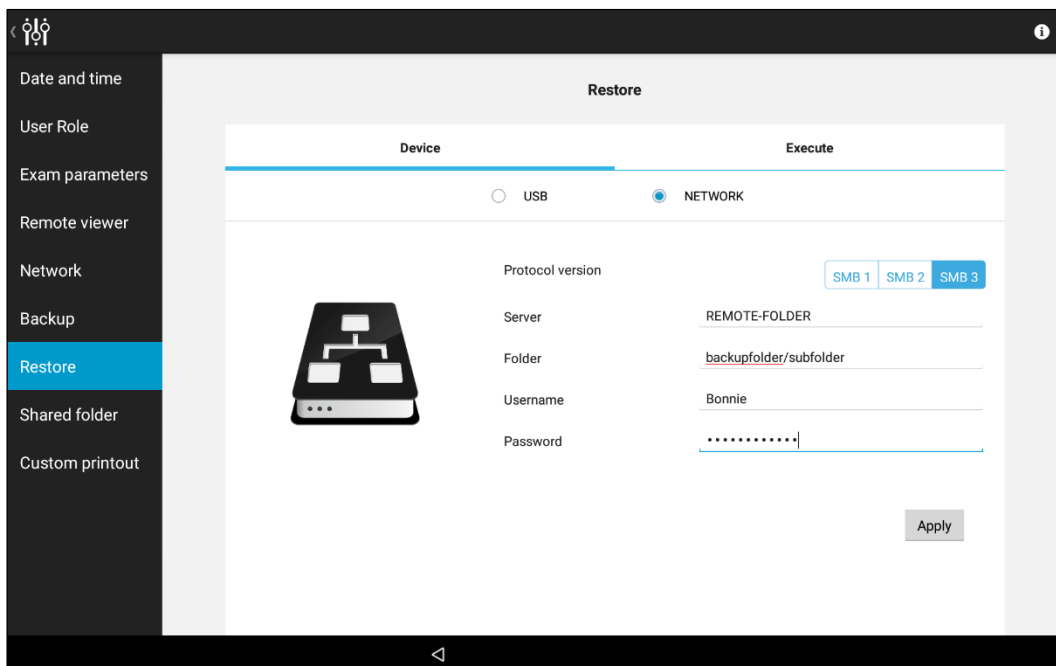 Date and time
User Role
Exam parameters
Remote viewer
Network
Backup
Restore
Shared folder
Custom printout
Restore
Device
Execute
USB
NETWORK
Protocol version
SMB 1
SMB 2
SMB 3
Server
REMOTE-FOLDER
Folder
backupfolder/subfolder
Username
Bonnie
Password
••••••••••••
Apply